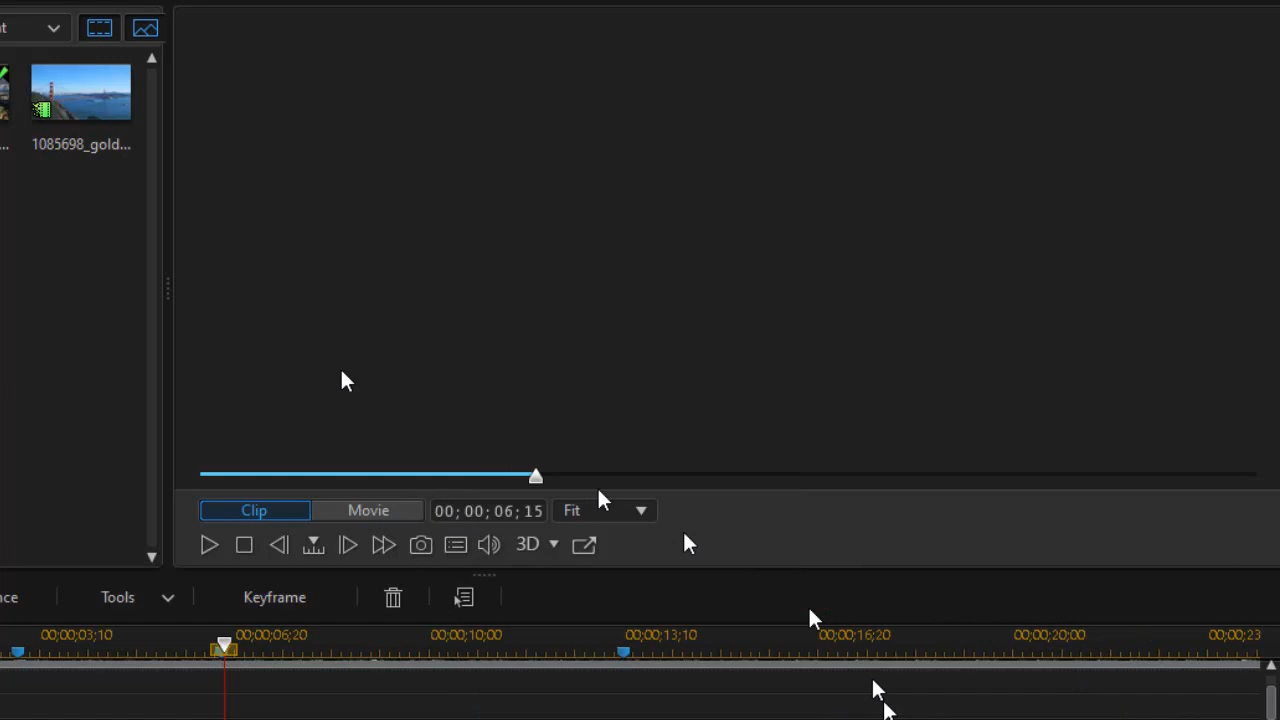 nt
... 1085698_gold...
Clip Movie 00; 00; 06; 15 Fit
3D
nce Tools Keyframe
00;00;03;10 00;00;06;20 00;00;10;00 00;00;13;10 00;00;16;20 00;00;20;00 00;00;23